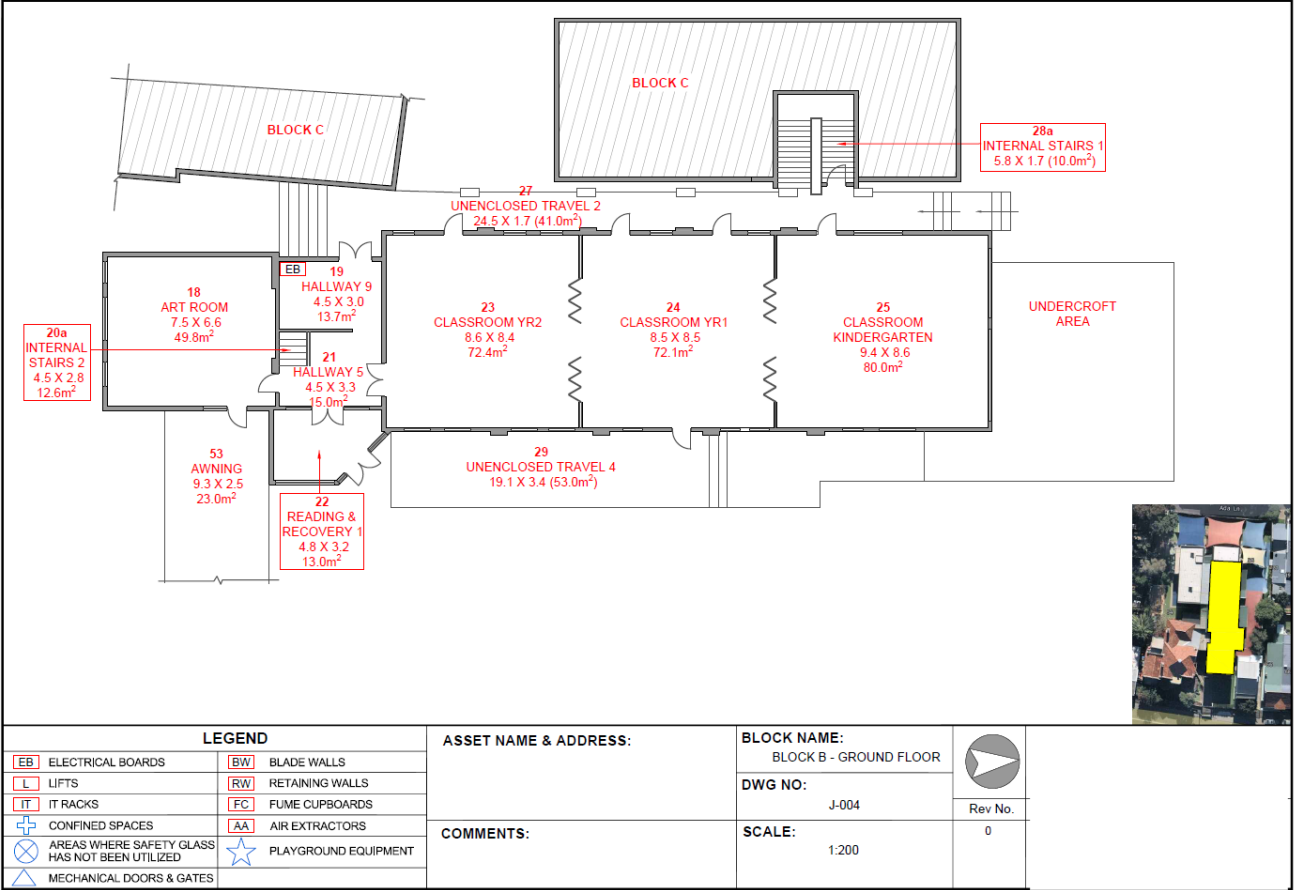 BLOCK C
BLOCK C
28a
INTERNAL STAIRS 1
5.8 X 1.7 (10.0m²)
27
UNENCLOSED TRAVEL 2
24.5 X 1.7 (41.0m²)
EB
19
HALLWAY 9
4.5 X 3.0
13.7m²
18
ART ROOM
7.5 X 6.6
49.8m²
23
CLASSROOM YR2
8.6 X 8.4
72.4m²
24
CLASSROOM YR1
8.5 X 8.5
72.1m²
25
CLASSROOM
KINDERGARTEN
9.4 X 8.6
80.0m²
UNDERCROFT
AREA
20a
INTERNAL
STAIRS 2
4.5 X 2.8
12.6m²
21
HALLWAY 5
4.5 X 3.3
15.0m²
53
AWNING
9.3 X 2.5
23.0m²
29
UNENCLOSED TRAVEL 4
19.1 X 3.4 (53.0m²)
22
READING &
RECOVERY 1
4.8 X 3.2
13.0m²
Ada Ln
LEGEND
EB ELECTRICAL BOARDS
L LIFTS
IT IT RACKS
CONFINED SPACES
AREAS WHERE SAFETY GLASS
HAS NOT BEEN UTILIZED
MECHANICAL DOORS & GATES
BW BLADE WALLS
RW RETAINING WALLS
FC FUME CUPBOARDS
AA AIR EXTRACTORS
PLAYGROUND EQUIPMENT
ASSET NAME & ADDRESS:
COMMENTS:
BLOCK NAME:
BLOCK B - GROUND FLOOR
DWG NO:
J-004
SCALE:
1:200
Rev No.
0